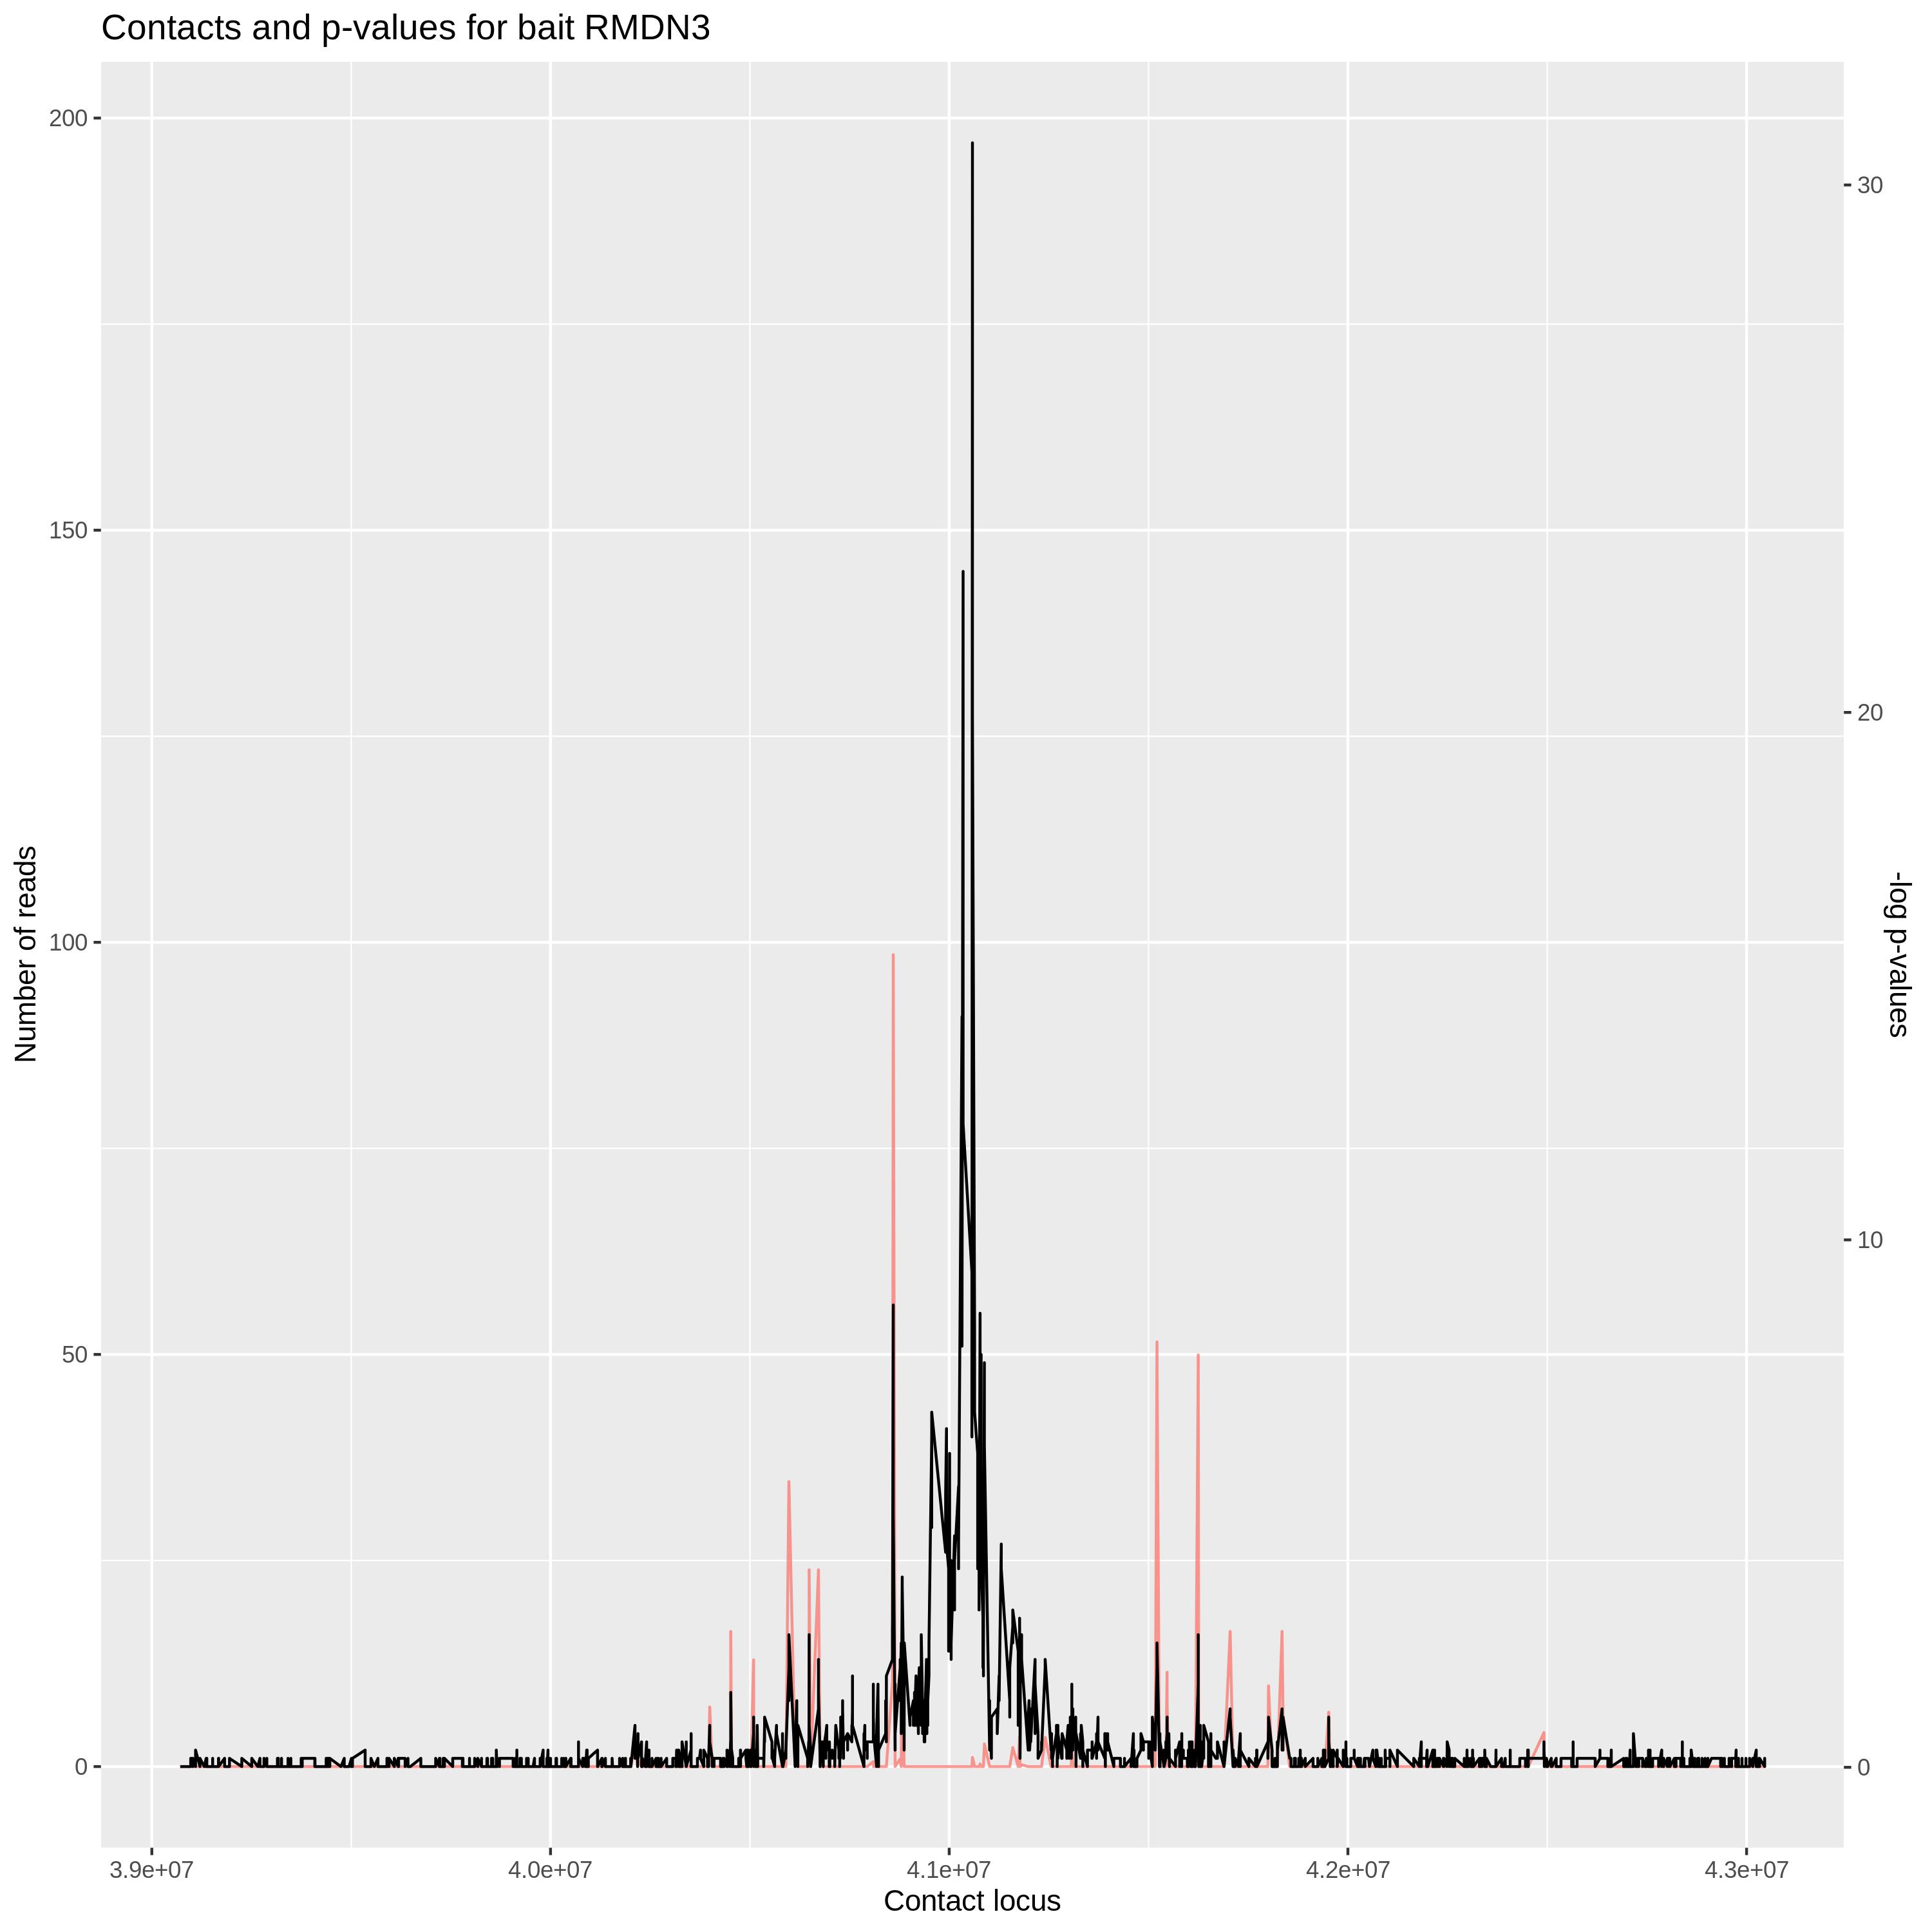 Contacts and p-values for bait RMDN3
200
150
100
50
0
30
20
10
0
Number of reads
-log p-values
3.9e+07 4.0e+07 4.1e+07 4.2e+07 4.3e+07
Contact locus